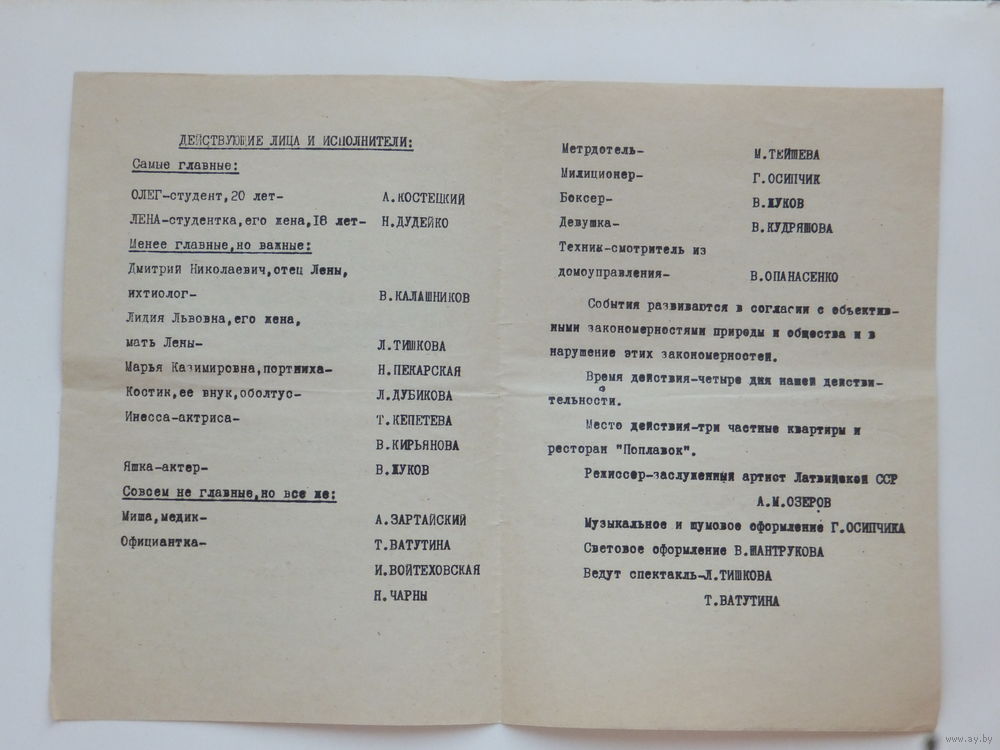 ДЕЙСТВУЮЩИЕ ЛИЦА И ИСПОЛНИТЕЛИ:
Самые главные:
ОЛЕГ-студент,20 лет- А.КОСТЕЦКИЙ
ЛЕНА-студентка,его жена,18 лет- Н.ДУДЕЙКО
Менее главные,но важные:
Дмитрий Николаевич,отец Лены,
ихтиолог- В.КАЛАШНИКОВ
Лидия Львовна,его жена,
мать Лены- Л.ТИШКОВА
Марья Казимировна,портниха- Н.ПЕКАРСКАЯ
Костик,ее внук,оболтус- Л.ДУБИКОВА
Инесса-актриса- Т.КЕПЕТЕВА
В.КИРЬЯНОВА
Яшка-актер- В.ЖУКОВ
Совсем не главные,но все же:
Миша,медик- А.ЗАРТАЙСКИЙ
Официантка- Т.ВАТУТИНА
И.ВОЙТЕХОВСКАЯ
Н.ЧАРНЫ
Метрдотель- М.ТЕЙШЕВА
Милиционер- Г.ОСИПЧИК
Боксер- В.ЖУКОВ
Девушка- В.КУДРЯШОВА
Техник-смотритель из
домоуправления- В.ОПАНАСЕНКО
События развиваются в согласии с объектив-
ными закономерностями природы и общества и в
нарушение этих закономерностей.
Время действия-четыре дня нашей действи-
тельности.
Место действия-три частные квартиры и
ресторан "Поплавок".
Режиссер-заслуженный артист Латвийской ССР
А.М.ОЗЕРОВ
Музыкальное и шумовое оформление Г.ОСИПЧИКА
Световое оформление В.ШАНТРУКОВА
Ведут спектакль-Л.ТИШКОВА
Т.ВАТУТИНА
www.ay.by